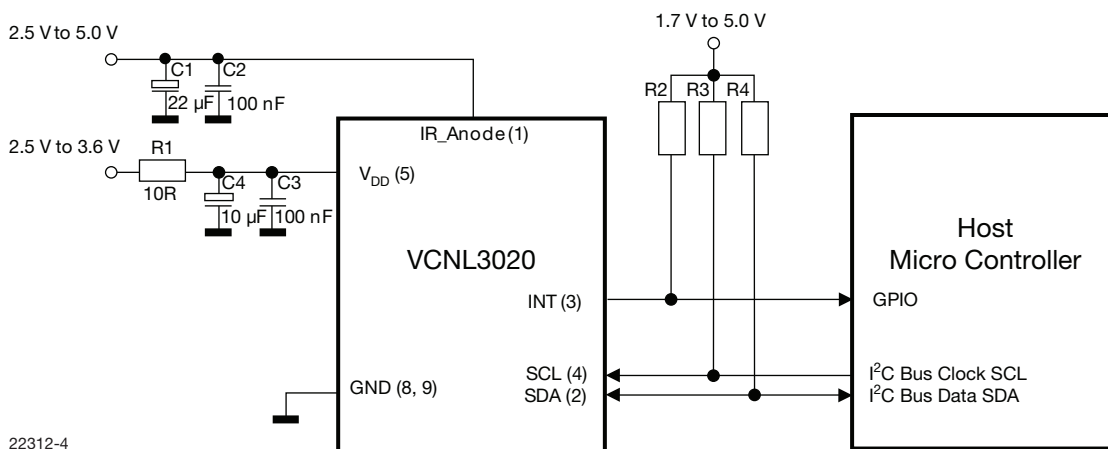 1.7 V to 5.0 V
2.5 V to 5.0 V
C1 C2
22 µF 100 nF
R2 R3 R4
IR_Anode (1)
2.5 V to 3.6 V
R1
10R
C4 C3
10 µF 100 nF
VDD (5)
VCNL3020
Host
Micro Controller
INT (3)
GPIO
GND (8, 9)
SCL (4)
I²C Bus Clock SCL
SDA (2)
I²C Bus Data SDA
22312-4